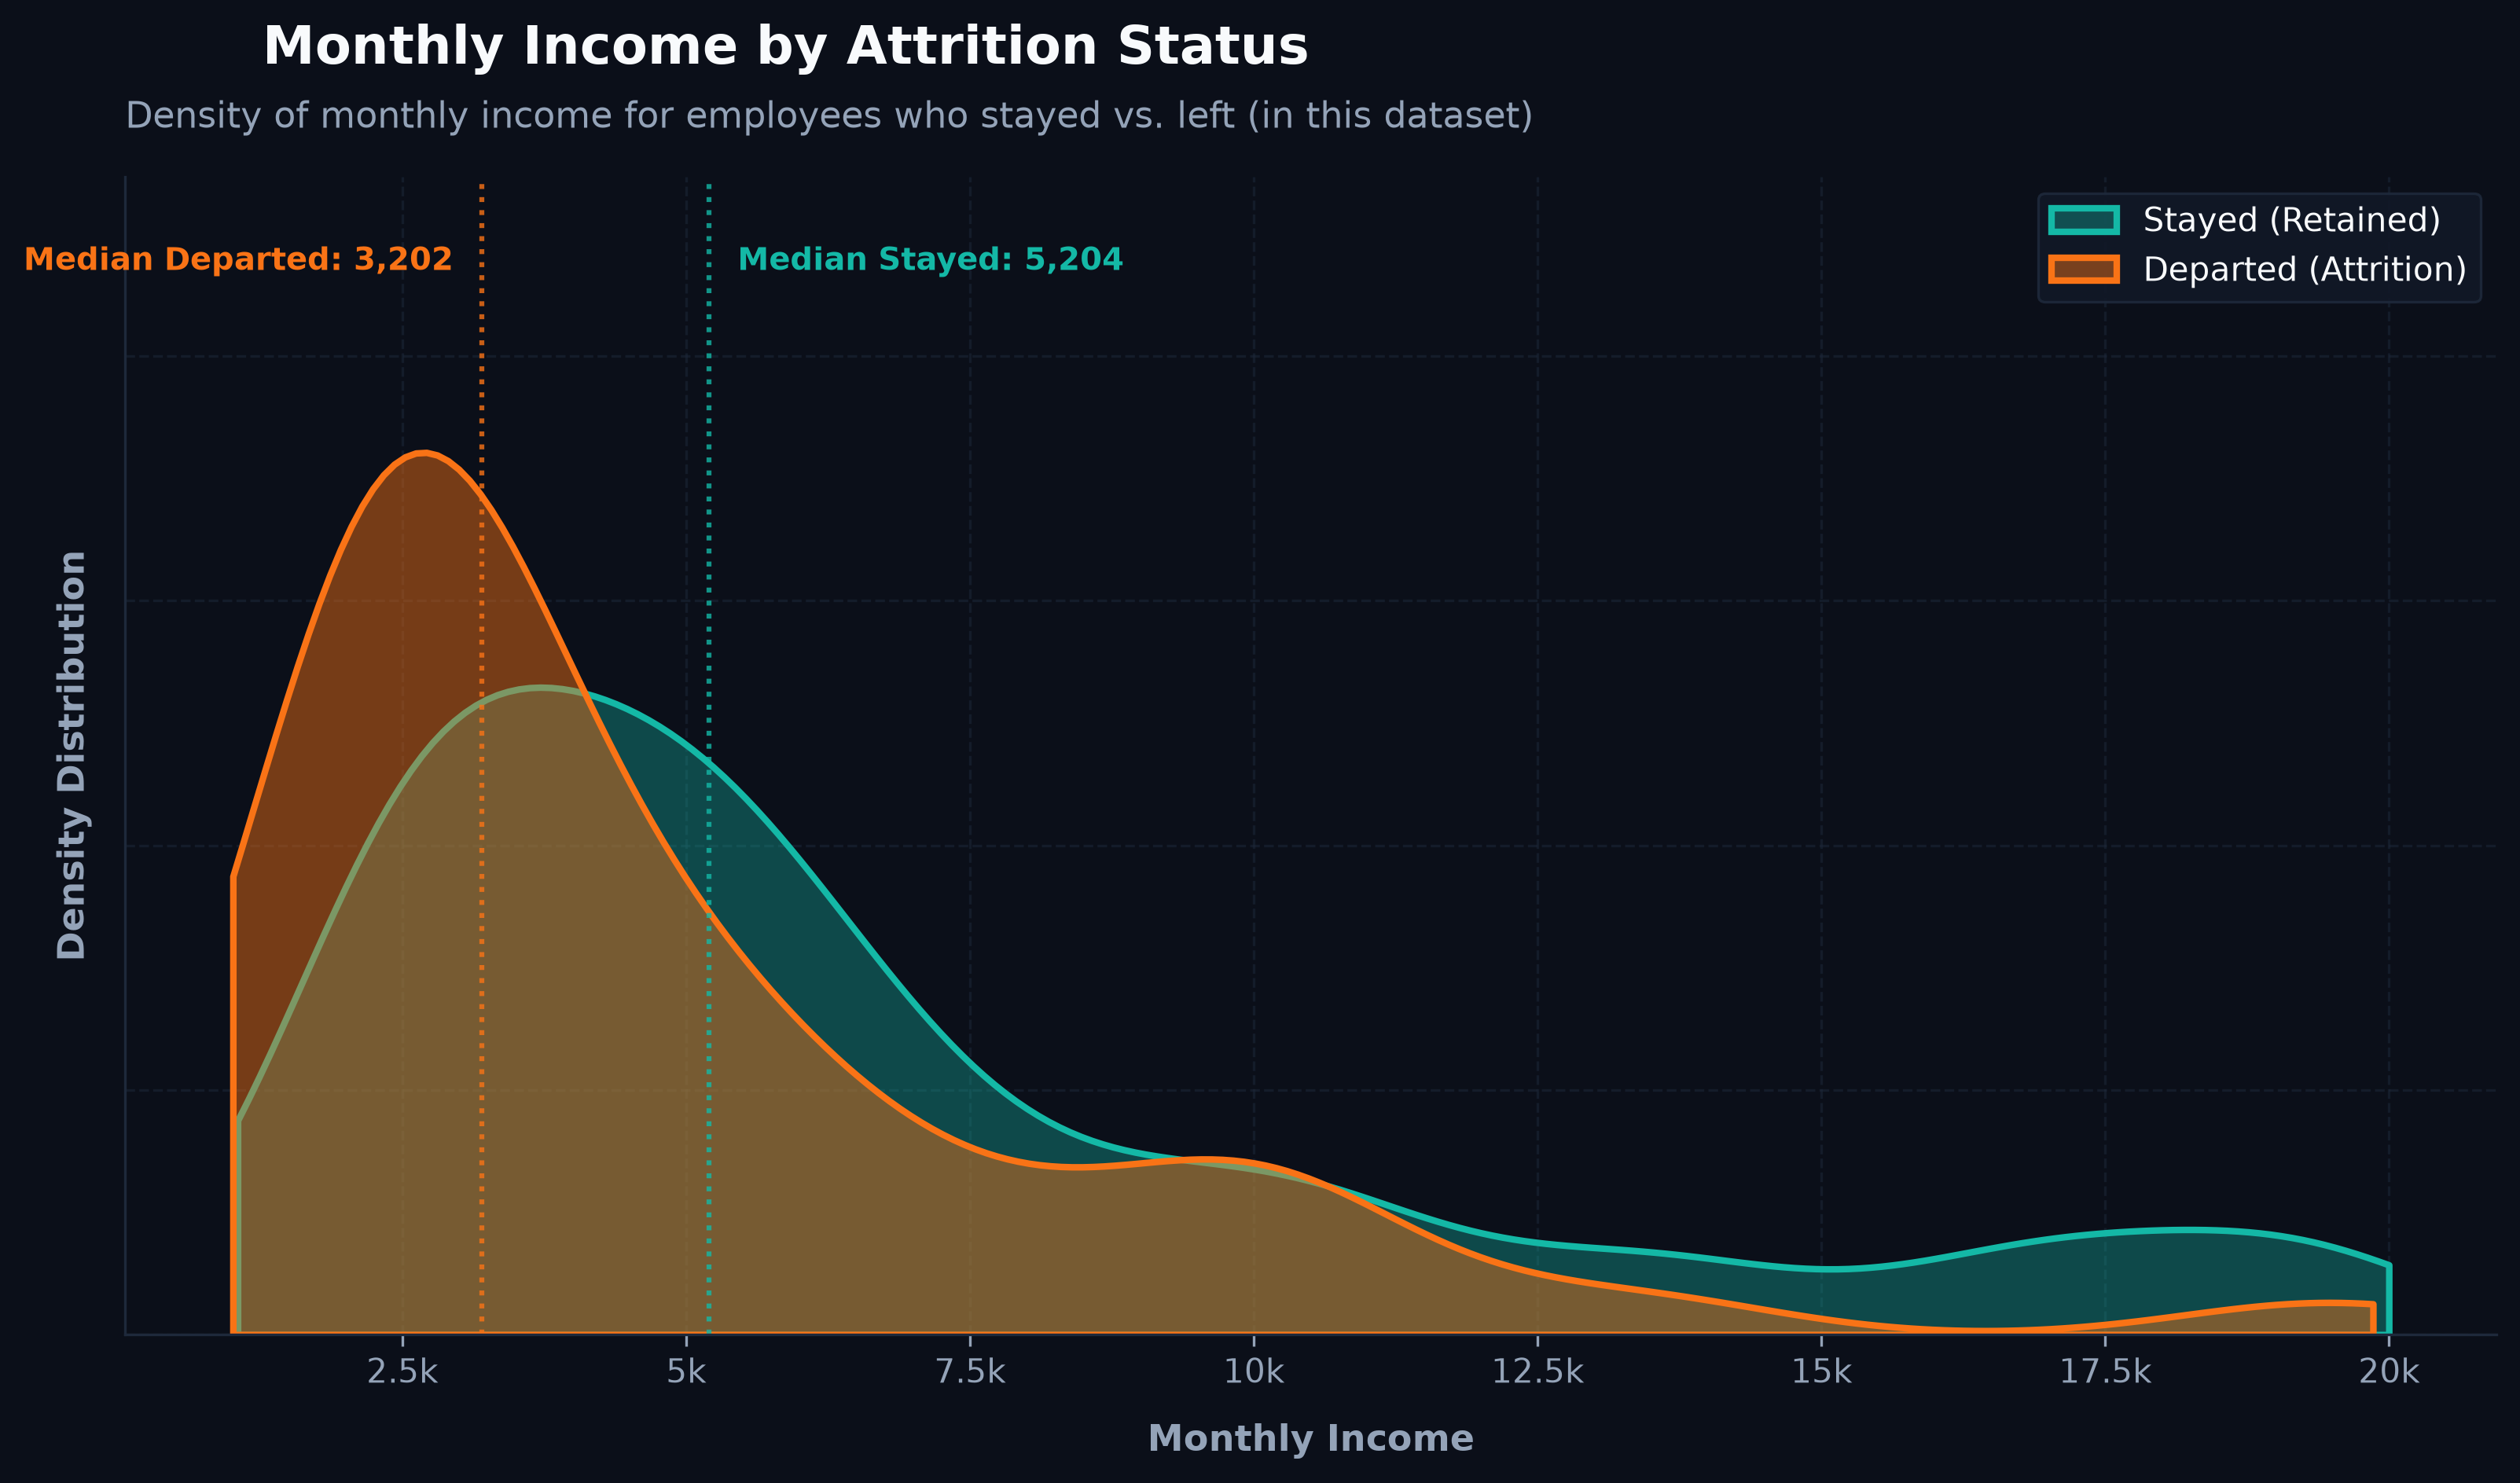 Monthly Income by Attrition Status
Density of monthly income for employees who stayed vs. left (in this dataset)
Median Departed: 3,202
Median Stayed: 5,204
Stayed (Retained)
Departed (Attrition)
Density Distribution
2.5k
5k
7.5k
10k
12.5k
15k
17.5k
20k
Monthly Income